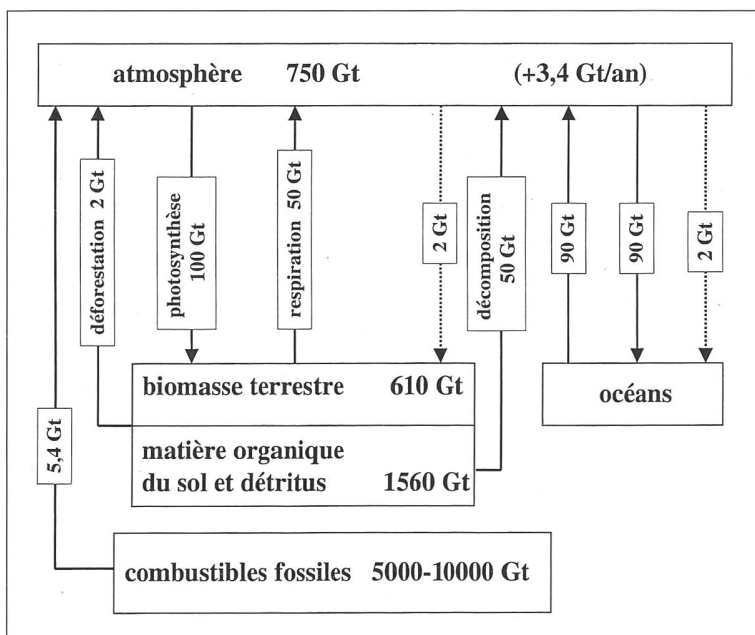 atmosphère 750 Gt (+3,4 Gt/an)
déforestation 2 Gt
photosynthèse
100 Gt
respiration 50 Gt
2 Gt
décomposition
50 Gt
90 Gt
90 Gt
2 Gt
5,4 Gt
biomasse terrestre 610 Gt
matière organique
du sol et détritus 1560 Gt
océans
combustibles fossiles 5000-10000 Gt